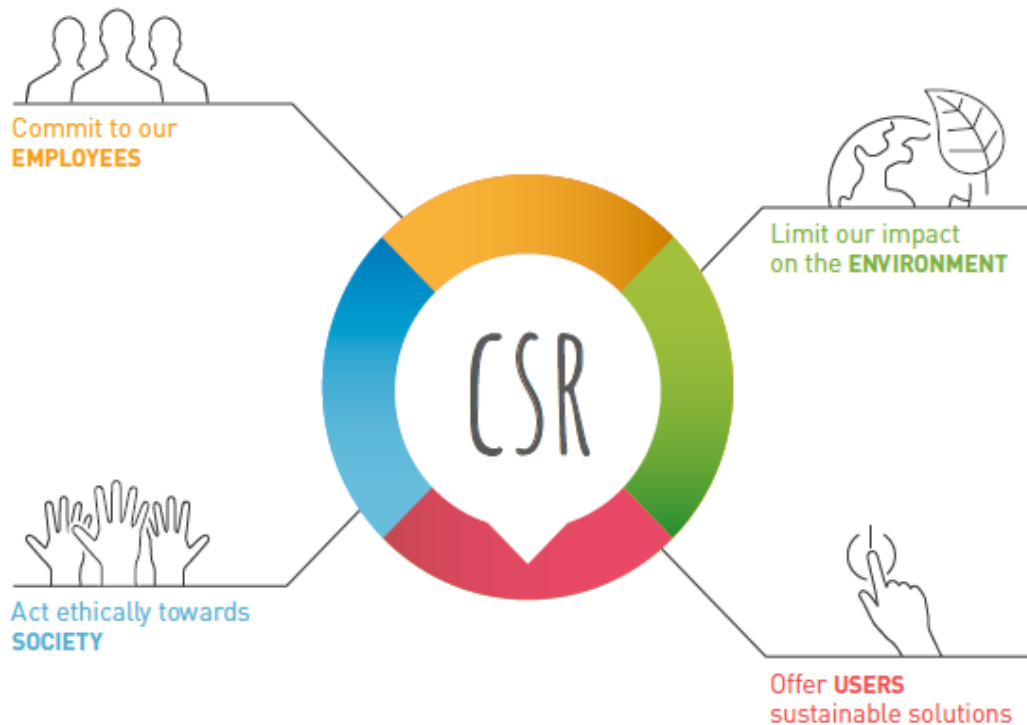 Commit to our
EMPLOYEES
Limit our impact
on the ENVIRONMENT
CSR
Act ethically towards
SOCIETY
Offer USERS
sustainable solutions